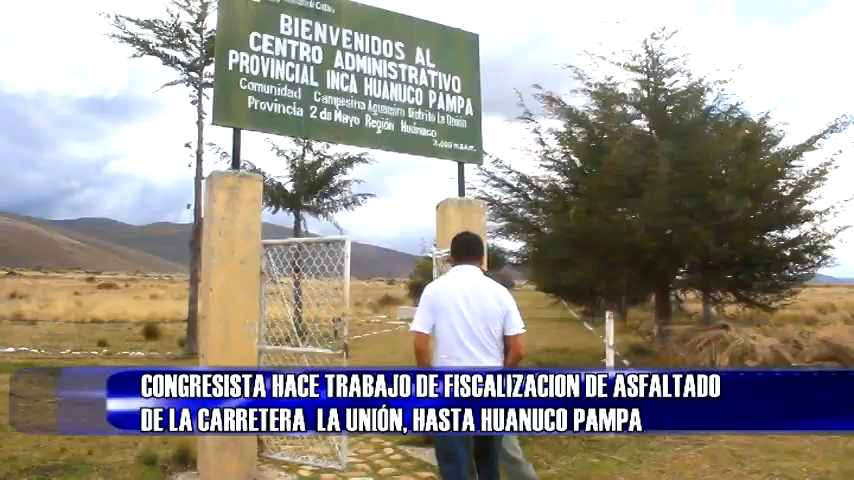 BIENVENIDOS AL
CENTRO ADMINISTRATIVO
PROVINCIAL INCA HUANUCO PAMPA
Comunidad Campesina Aguamiro Distrito La Unión
Provincia 2 de Mayo Región Huánuco
CONGRESISTA HACE TRABAJO DE FISCALIZACION DE ASFALTADO
DE LA CARRETERA LA UNIÓN, HASTA HUANUCO PAMPA